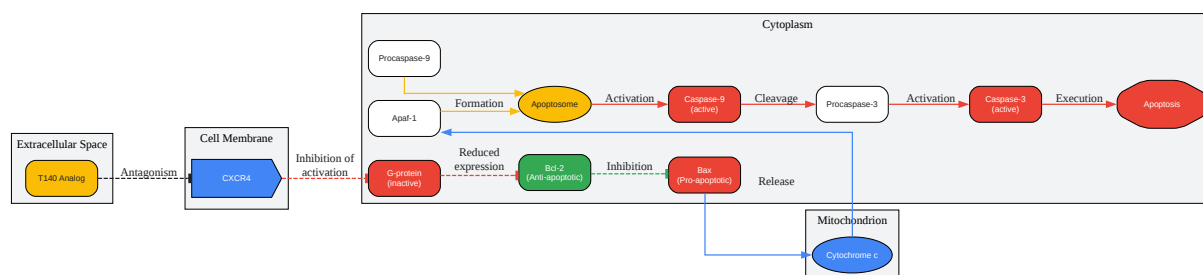 Cytoplasm
Procaspase-9
Apaf-1
Formation
Apoptosome
Activation
Caspase-9
(active)
Cleavage
Procaspase-3
Activation
Caspase-3
(active)
Execution
Apoptosis
Extracellular Space
T140 Analog
Antagonism
Cell Membrane
CXCR4
Inhibition of
activation
G-protein
(inactive)
Reduced
expression
Bcl-2
(Anti-apoptotic)
Inhibition
Bax
(Pro-apoptotic)
Release
Mitochondrion
Cytochrome c